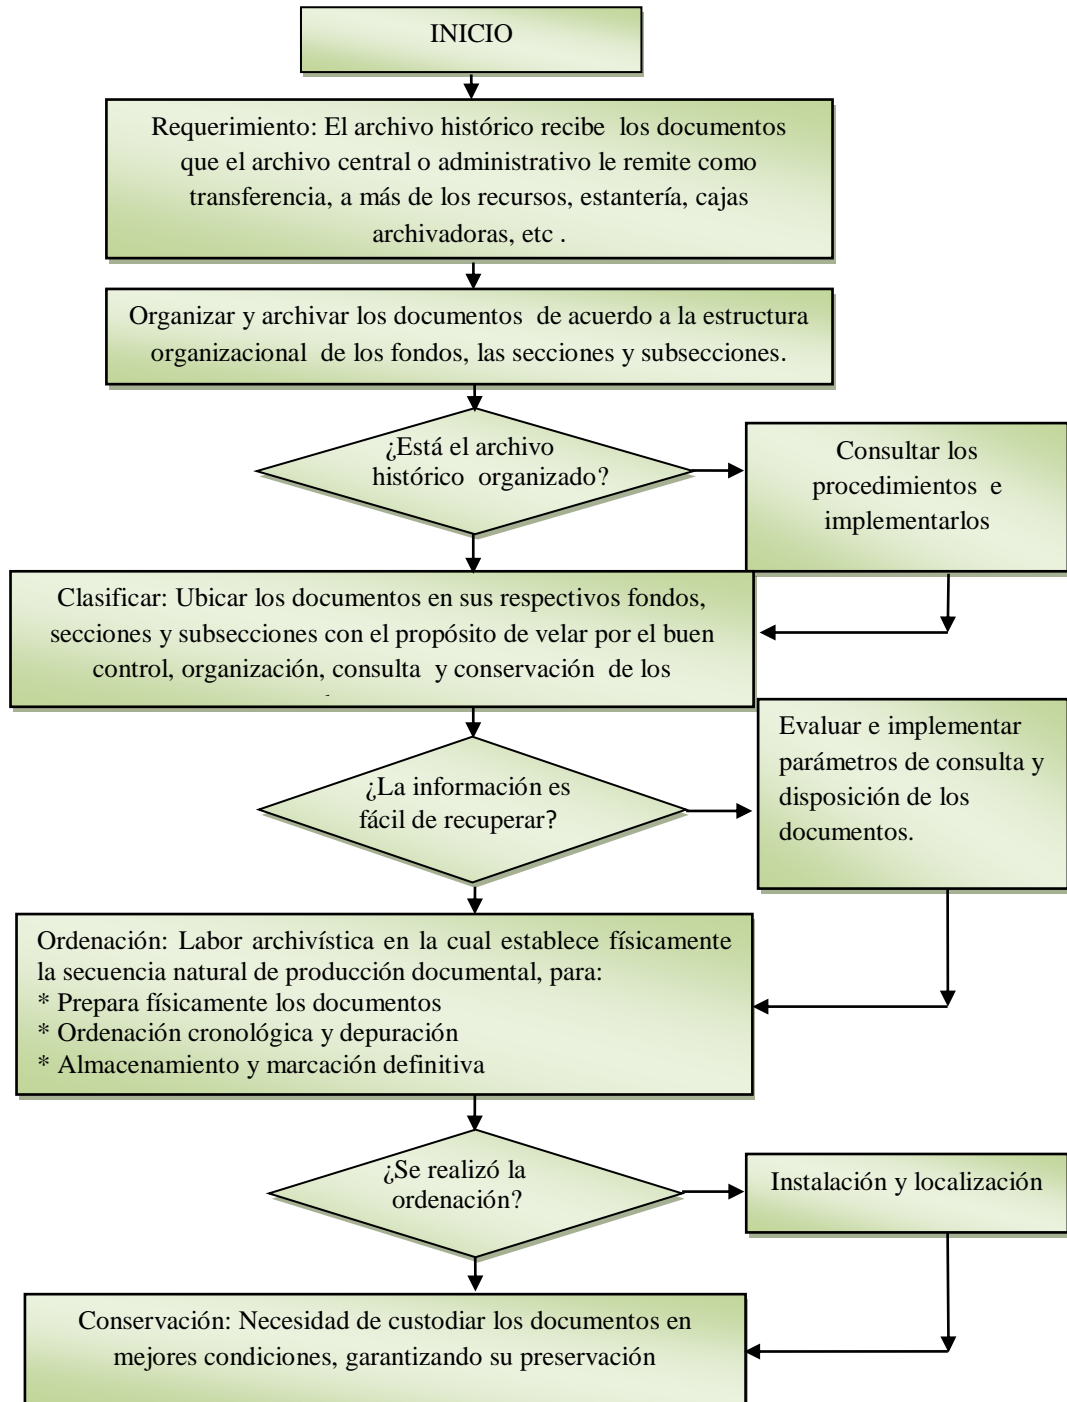 INICIO
Requerimiento: El archivo histórico recibe los documentos
que el archivo central o administrativo le remite como
transferencia, a más de los recursos, estantería, cajas
archivadoras, etc .
Organizar y archivar los documentos de acuerdo a la estructura
organizacional de los fondos, las secciones y subsecciones.
¿Está el archivo
histórico organizado?
Consultar los
procedimientos e
implementarlos
Clasificar: Ubicar los documentos en sus respectivos fondos,
secciones y subsecciones con el propósito de velar por el buen
control, organización, consulta y conservación de los
¿La información es
fácil de recuperar?
Evaluar e implementar
parámetros de consulta y
disposición de los
documentos.
Ordenación: Labor archivística en la cual establece físicamente
la secuencia natural de producción documental, para:
* Prepara físicamente los documentos
* Ordenación cronológica y depuración
* Almacenamiento y marcación definitiva
¿Se realizó la
ordenación?
Instalación y localización
Conservación: Necesidad de custodiar los documentos en
mejores condiciones, garantizando su preservación